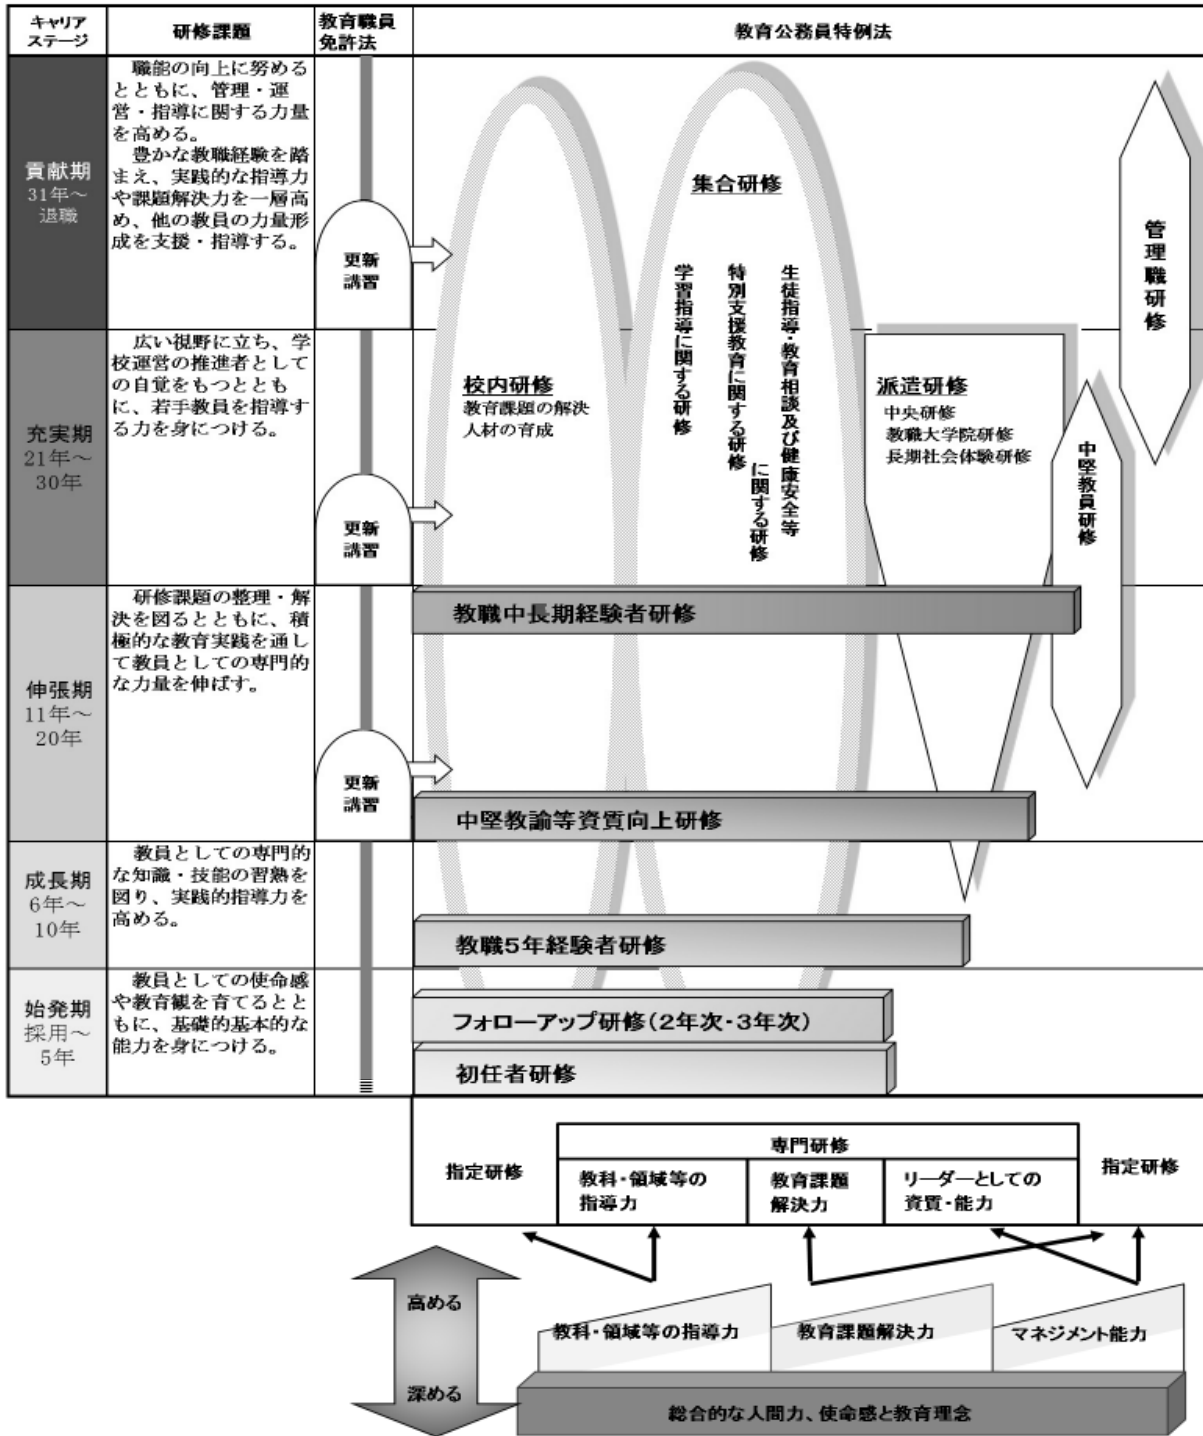 キャリア
ステージ
研修課題
教育職員
免許法
教育公務員特例法
貢献期
31年～
退職
職能の向上に努める
とともに、管理・運
営・指導に関する力量
を高める。
豊かな教職経験を踏
まえ、実践的な指導力
や課題解決力を一層高
め、他の教員の力量形
成を支援・指導する。
更新
講習
充実期
21年～
30年
広い視野に立ち、学
校運営の推進者として
の自覚をもつととも
に、若手教員を指導す
る力を身につける。
更新
講習
伸張期
11年～
20年
研修課題の整理・解
決を図るとともに、積
極的な教育実践を通し
て教員としての専門的
な力量を伸ばす。
更新
講習
成長期
6年～
10年
教員としての専門的
な知識・技能の習熟を
図り、実践的指導力を
高める。
始発期
採用～
5年
教員としての使命感
や教育観を育てるとと
もに、基礎的基本的な
能力を身につける。
校内研修
教育課題の解決
人材の育成
集合研修
生徒指導・教育相談及び健康安全等
に関する研修
特別支援教育に関する研修
学習指導に関する研修
派遣研修
中央研修
教職大学院研修
長期社会体験研修
管理職研修
中堅教員研修
教職中長期経験者研修
中堅教諭等資質向上研修
教職5年経験者研修
フォローアップ研修(2年次・3年次)
初任者研修
指定研修
専門研修
教科・領域等の
指導力
教育課題
解決力
リーダーとしての
資質・能力
指定研修
高める
深める
教科・領域等の指導力
教育課題解決力
マネジメント能力
総合的な人間力、使命感と教育理念